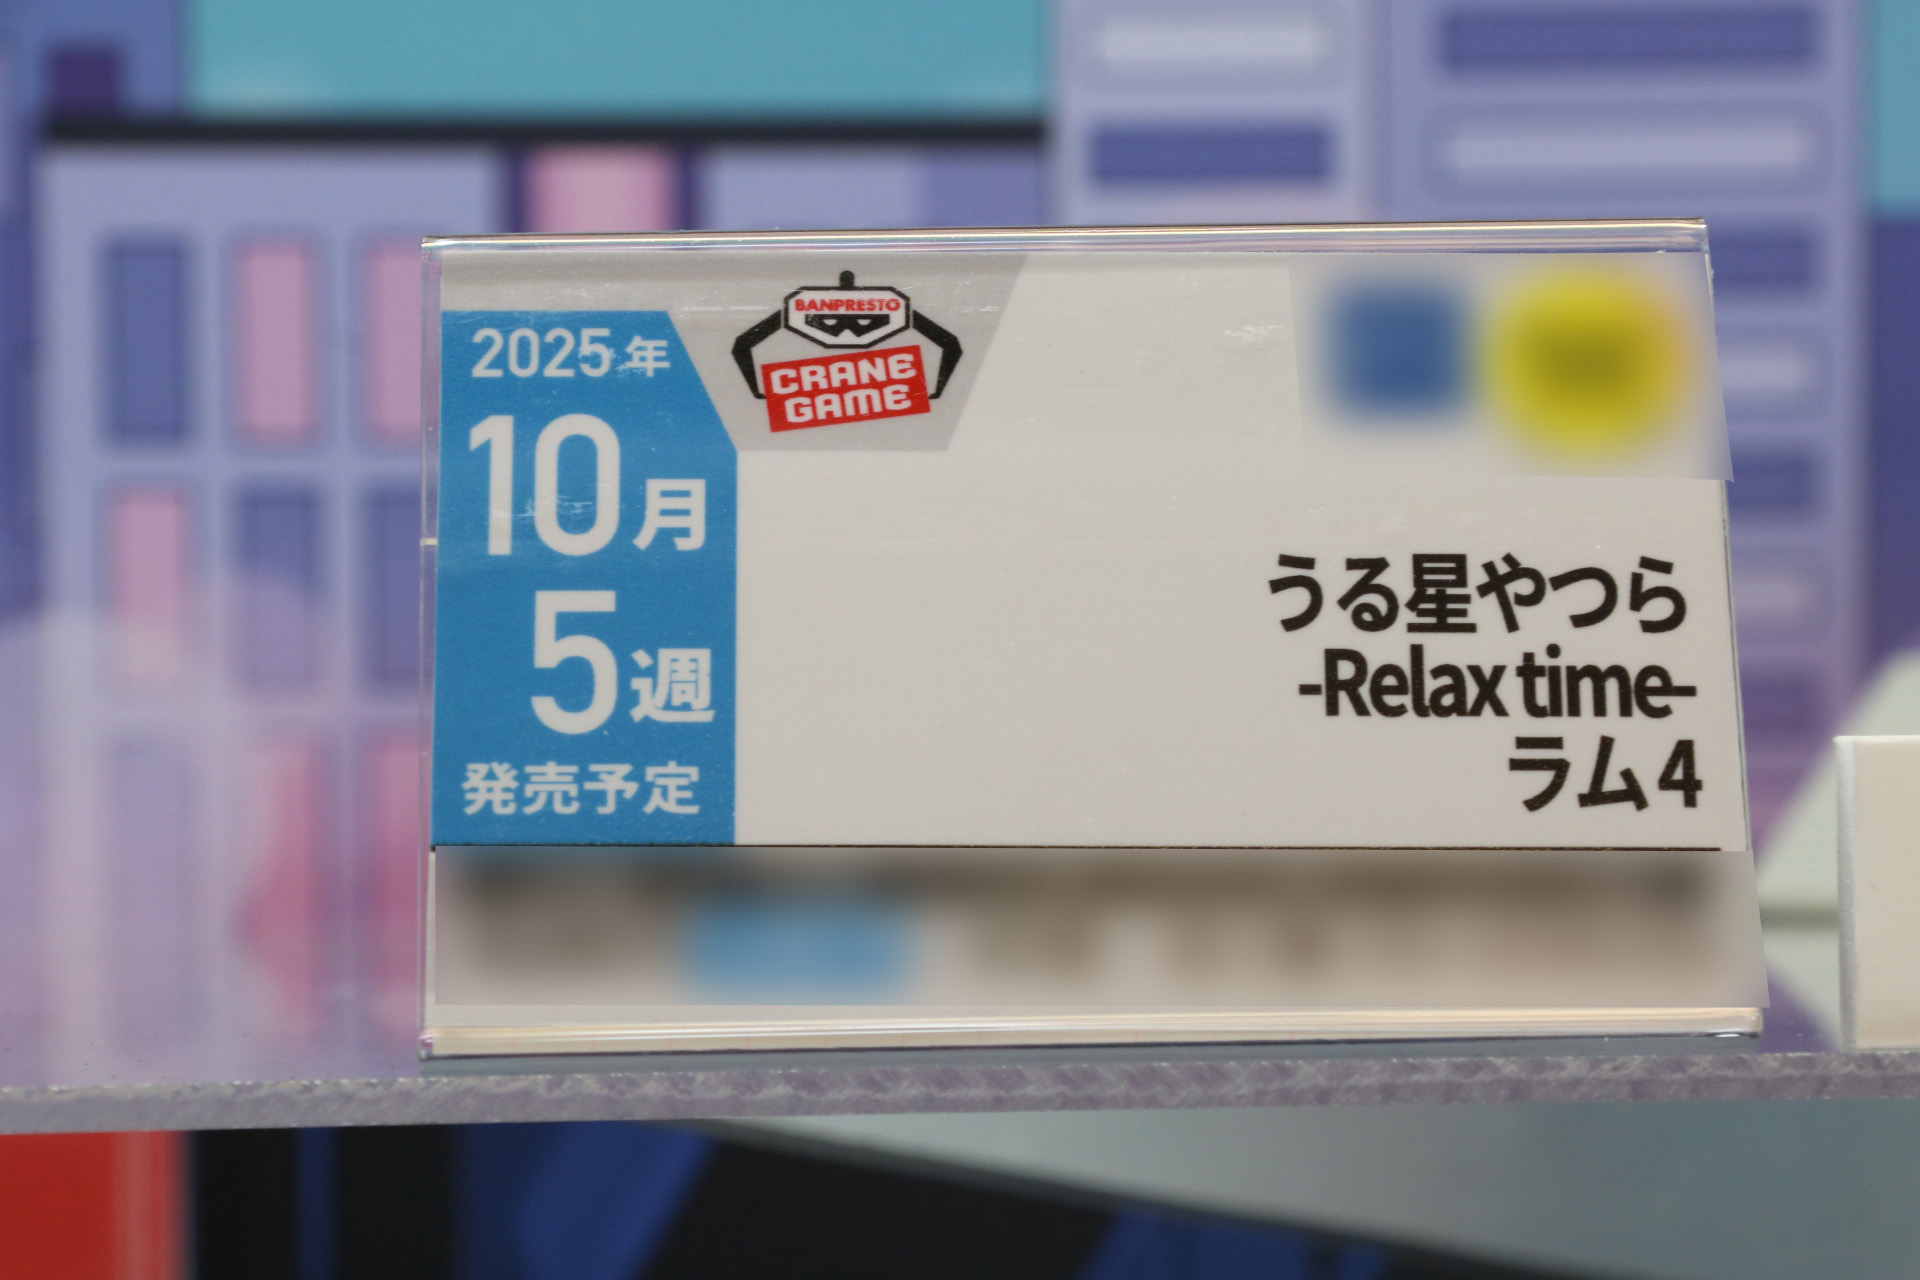 2025年
10月
5週
発売予定
BANPRESTO
CRANE
GAME
うる星やつら
-Relax time-
ラム4